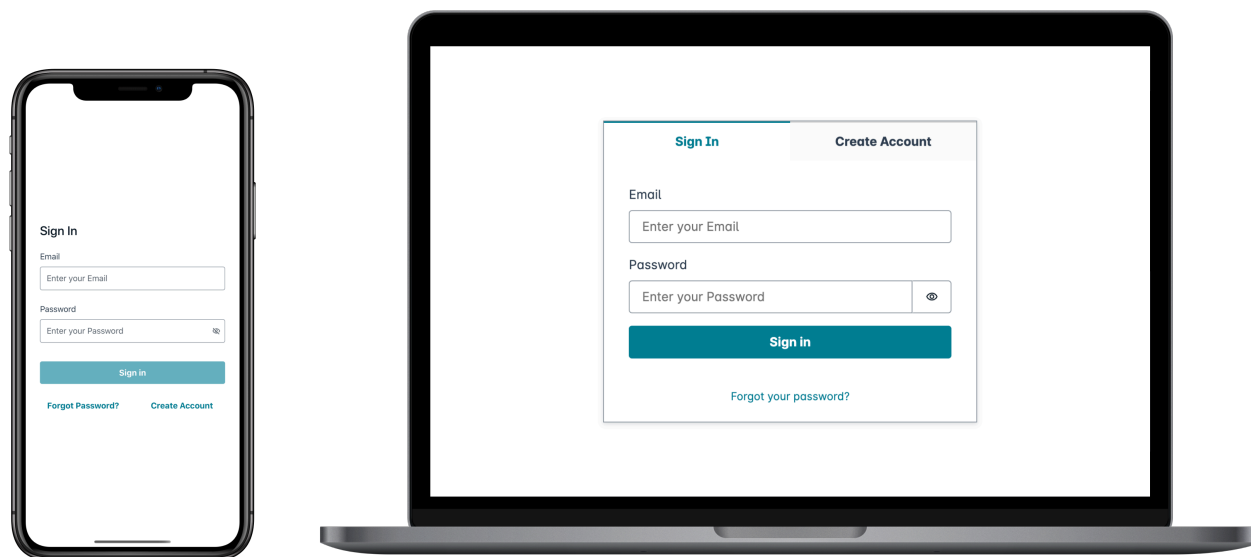 Sign In
Email
Enter your Email
Password
Enter your Password
Sign in
Forgot Password? Create Account
Sign In Create Account
Email
Enter your Email
Password
Enter your Password
Sign in
Forgot your password?